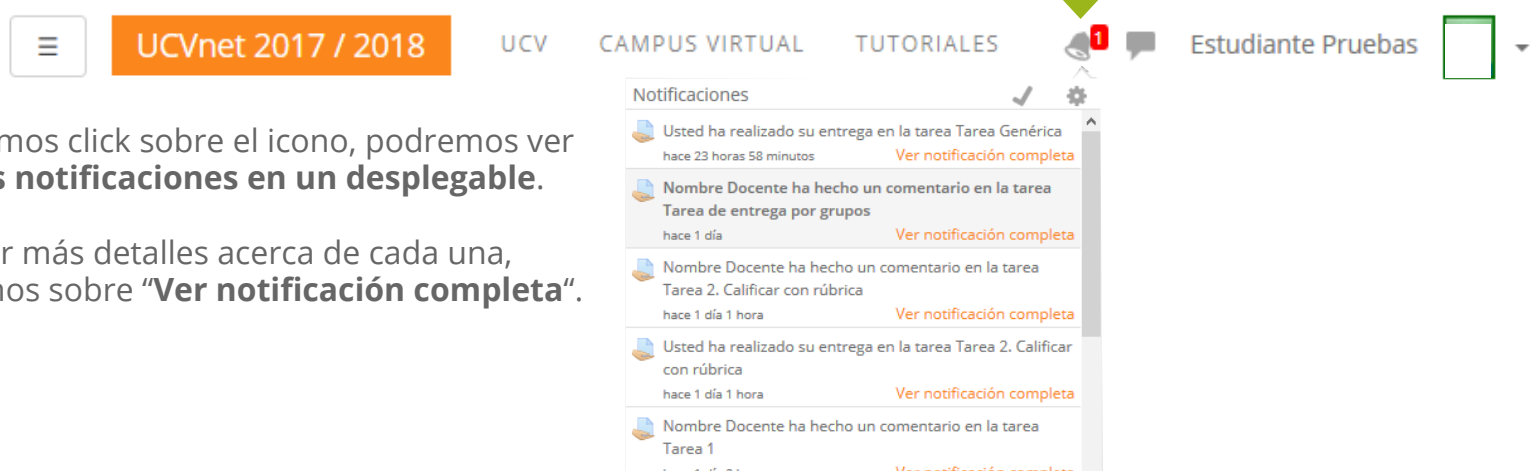 UCVnet 2017 / 2018 UCV CAMPUS VIRTUAL TUTORIALES 1 Estudiante Pruebas
mos click sobre el icono, podremos ver
s notificaciones en un desplegable.
r más detalles acerca de cada una,
nos sobre “Ver notificación completa“.
Notificaciones
Usted ha realizado su entrega en la tarea Tarea Genérica
hace 23 horas 58 minutos Ver notificación completa
Nombre Docente ha hecho un comentario en la tarea
Tarea de entrega por grupos
hace 1 día Ver notificación completa
Nombre Docente ha hecho un comentario en la tarea
Tarea 2. Calificar con rúbrica
hace 1 día 1 hora Ver notificación completa
Usted ha realizado su entrega en la tarea Tarea 2. Calificar
con rúbrica
hace 1 día 1 hora Ver notificación completa
Nombre Docente ha hecho un comentario en la tarea
Tarea 1
Ver notificación completa